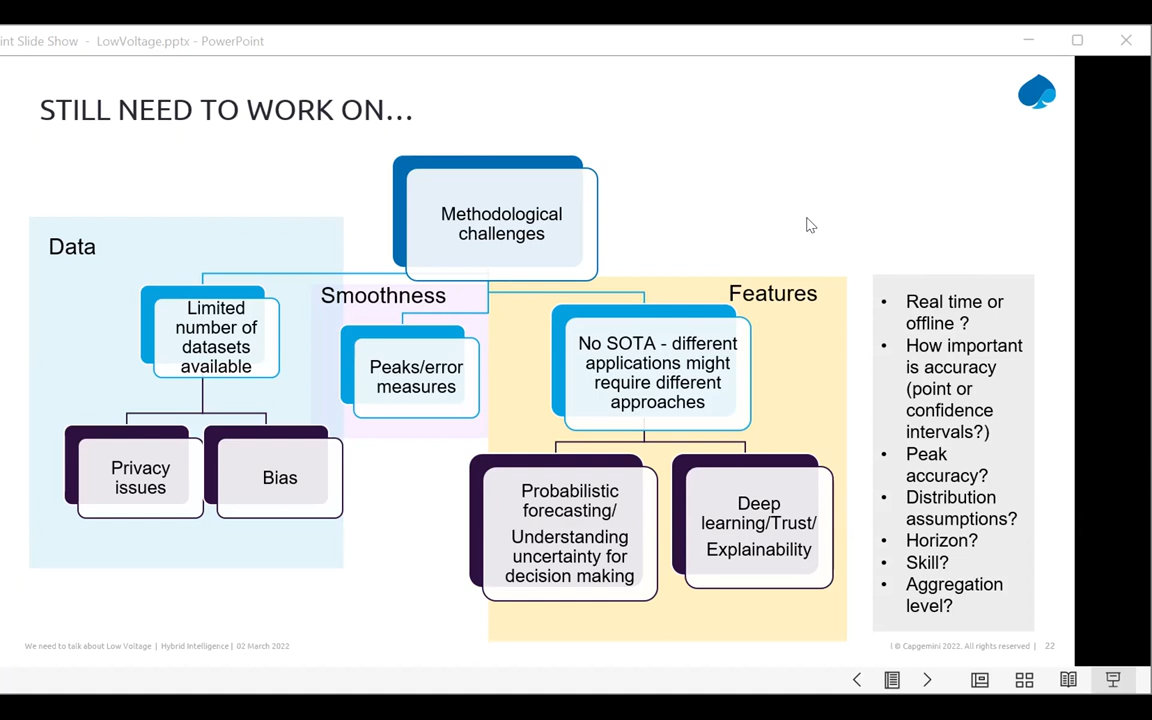 int Slide Show - LowVoltage.pptx - PowerPoint
STILL NEED TO WORK ON...
Methodological
challenges
Data
Limited
number of
datasets
available
Privacy
issues
Bias
Smoothness
Peaks/error
measures
Features
No SOTA - different
applications might
require different
approaches
Probabilistic
forecasting/
Understanding
uncertainty for
decision making
Deep
learning/Trust/
Explainability
• Real time or
offline ?
• How important
is accuracy
(point or
confidence
intervals?)
• Peak
accuracy?
• Distribution
assumptions?
• Horizon?
• Skill?
• Aggregation
level?
We need to talk about Low Voltage | Hybrid Intelligence | 02 March 2022
l © Capgemini 2022. All rights reserved | 22